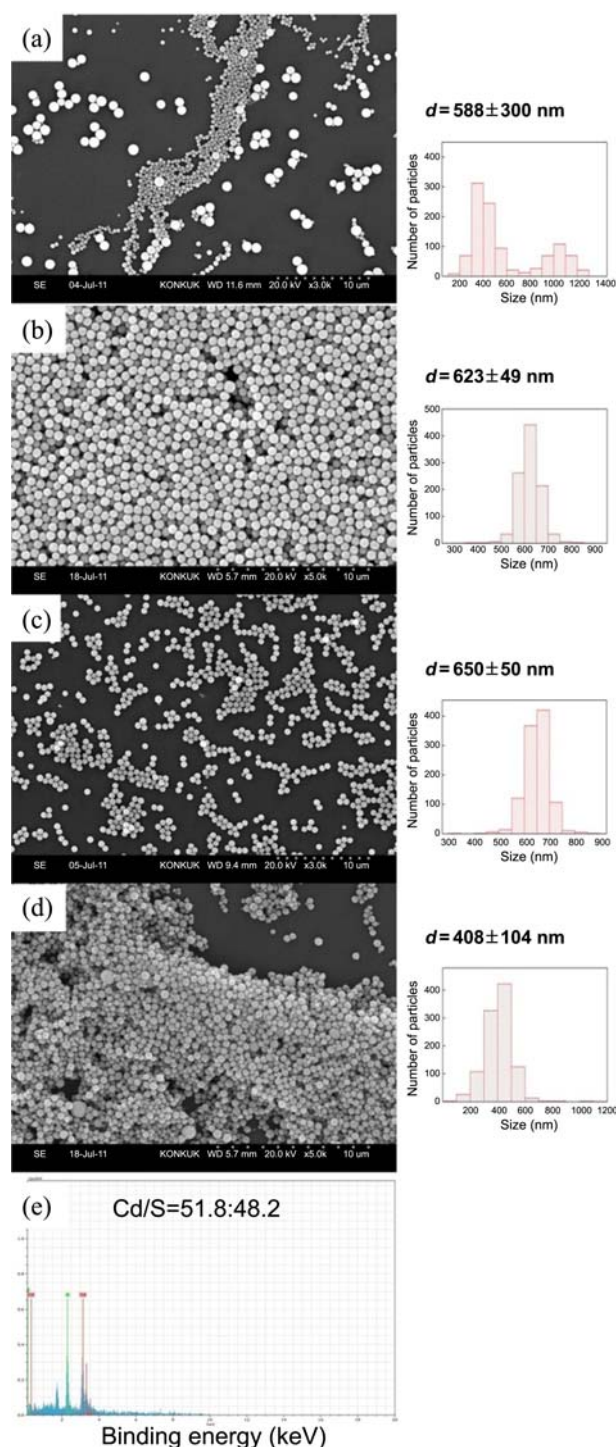 (a)
SE 04-Jul-11 KONKUK WD 11.6 mm 20.0 kV x3.0k 10 um
d=588±300 nm
Number of particles
400
300
200
100
0
200 400 600 800 1000 1200 1400
Size (nm)
(b)
SE 18-Jul-11 KONKUK WD 5.7 mm 20.0 kV x5.0k 10 um
d=623±49 nm
Number of particles
500
400
300
200
100
0
300 400 500 600 700 800 900
Size (nm)
(c)
SE 05-Jul-11 KONKUK WD 9.4 mm 20.0 kV x3.0k 10 um
d=650±50 nm
Number of particles
400
300
200
100
0
300 400 500 600 700 800 900
Size (nm)
(d)
SE 18-Jul-11 KONKUK WD 5.7 mm 20.0 kV x5.0k 10 um
d=408±104 nm
Number of particles
400
300
200
100
0
200 400 600 800 1000 1200
Size (nm)
(e)
Cd/S=51.8:48.2
Binding energy (keV)